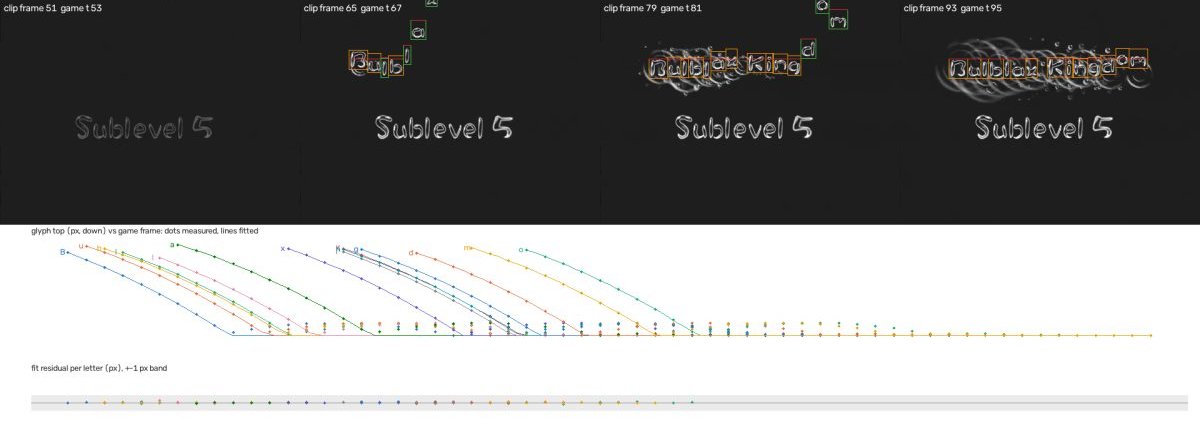 clip frame 51 game t 53
clip frame 65 game t 67
clip frame 79 game t 81
clip frame 93 game t 95
a
Bulb l
Bulblax King d
o m
Bulblax Kingdom
Sublevel 5
Sublevel 5
Sublevel 5
Sublevel 5
glyph top (px, down) vs game frame: dots measured, lines fitted
B u b l l a x K g d m o
fit residual per letter (px), +-1 px band